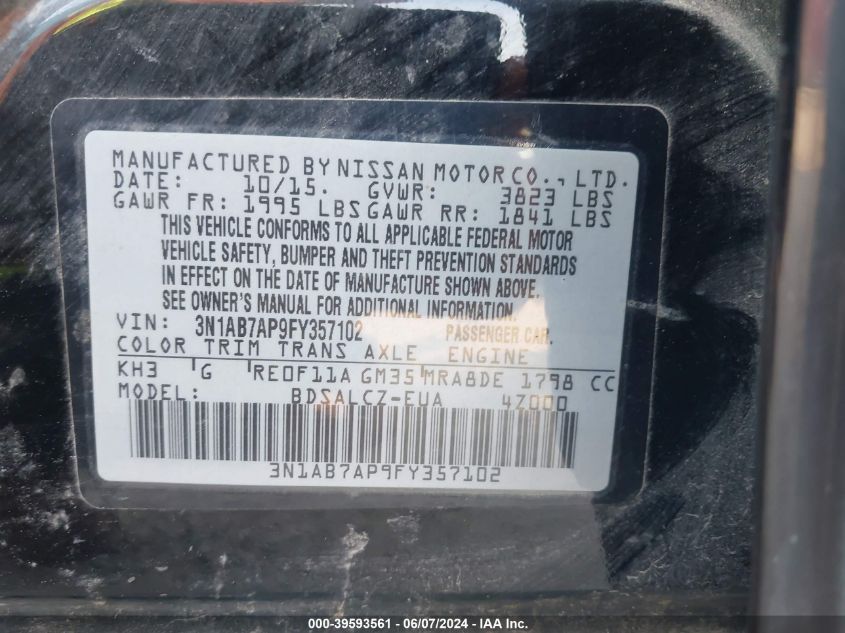 MANUFACTURED BY NISSAN MOTOR CO., LTD.
DATE: 10/15. GVWR: 3823 LBS
GAWR FR: 1995 LBS GAWR RR: 1841 LBS
THIS VEHICLE CONFORMS TO ALL APPLICABLE FEDERAL MOTOR
VEHICLE SAFETY, BUMPER AND THEFT PREVENTION STANDARDS
IN EFFECT ON THE DATE OF MANUFACTURE SHOWN ABOVE.
SEE OWNER'S MANUAL FOR ADDITIONAL INFORMATION.
VIN: 3N1AB7AP9FY357102 PASSENGER CAR.
COLOR TRIM TRANS AXLE ENGINE
KH3 G RE0F11A GM35 MRA8DE 1798 CC
MODEL: BDSALCZ-EUA 4Z000
3N1AB7AP9FY357102
000-39593561 06/07/2024 - IAA Inc.